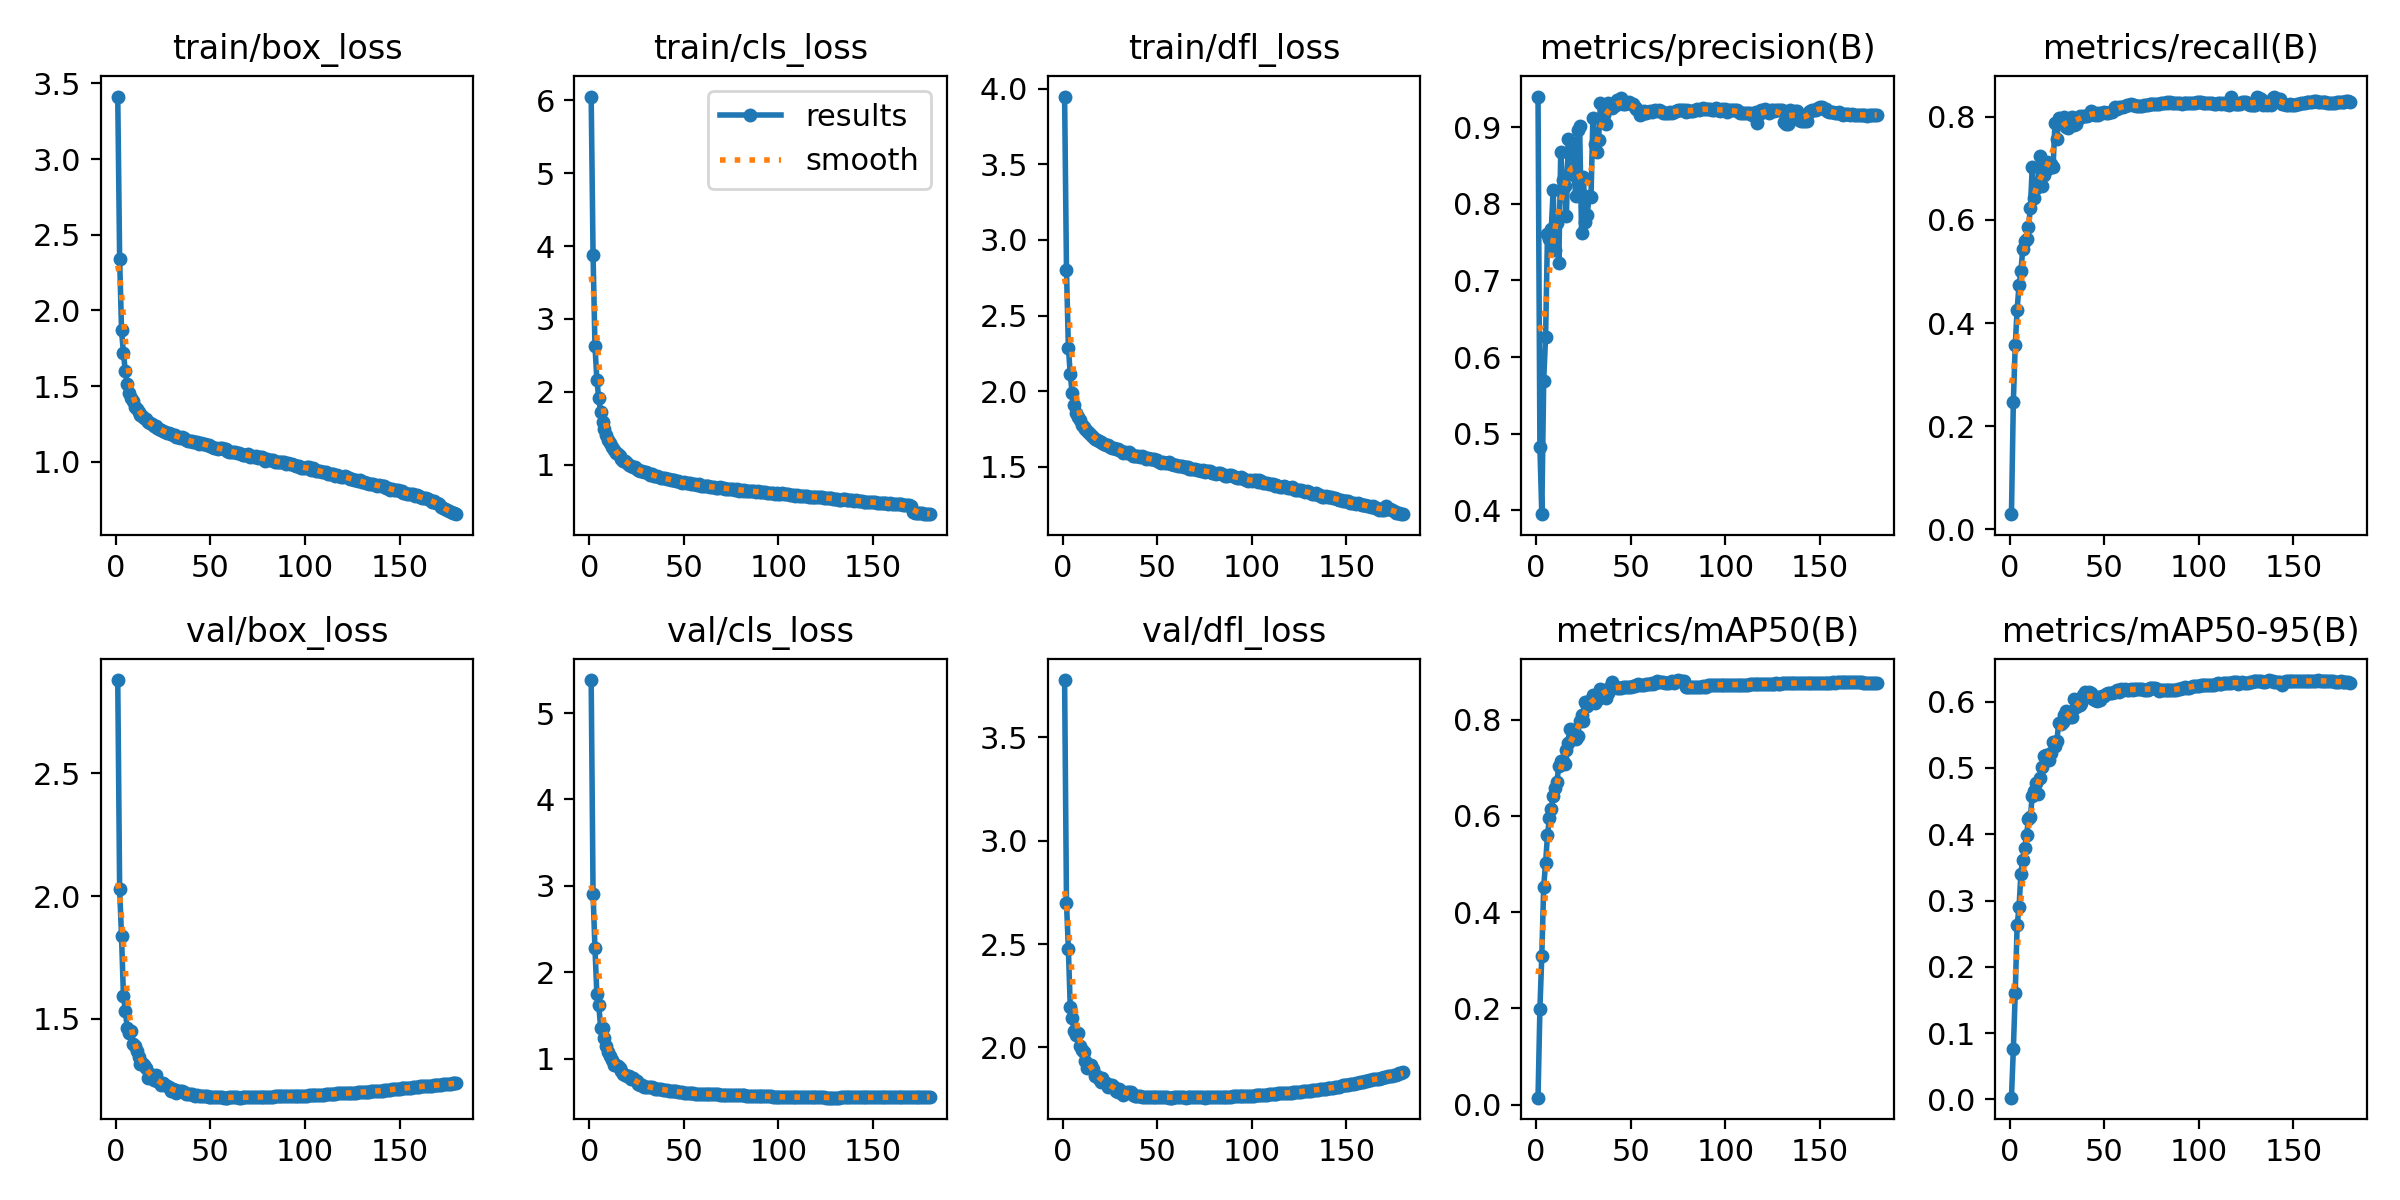 train/box_loss
train/cls_loss
train/dfl_loss
metrics/precision(B)
metrics/recall(B)
3.5
3.0
2.5
2.0
1.5
1.0
0 50 100 150
6
5
4
3
2
1
0 50 100 150
results
smooth
4.0
3.5
3.0
2.5
2.0
1.5
0 50 100 150
0.9
0.8
0.7
0.6
0.5
0.4
0 50 100 150
0.8
0.6
0.4
0.2
0.0
0 50 100 150
val/box_loss
val/cls_loss
val/dfl_loss
metrics/mAP50(B)
metrics/mAP50-95(B)
2.5
2.0
1.5
0 50 100 150
5
4
3
2
1
0 50 100 150
3.5
3.0
2.5
2.0
0 50 100 150
0.8
0.6
0.4
0.2
0.0
0 50 100 150
0.6
0.5
0.4
0.3
0.2
0.1
0.0
0 50 100 150